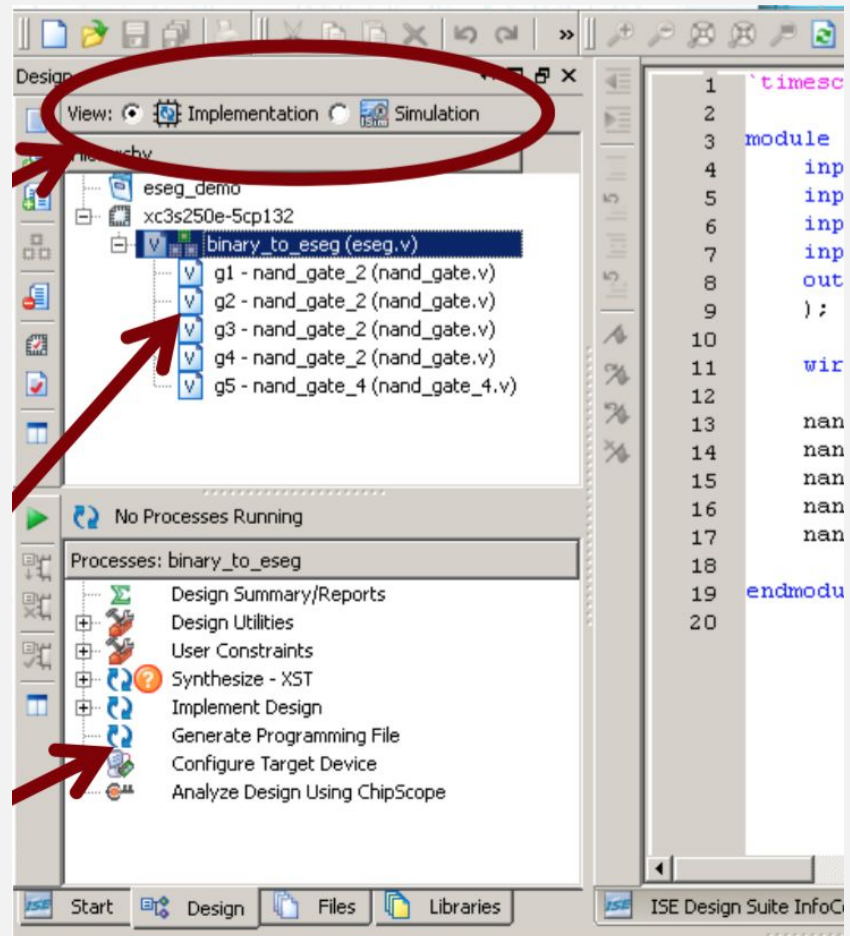 Design
View: Implementation Simulation
Hierarchy
eseg_demo
xc3s250e-5cp132
binary_to_eseg (eseg.v)
g1 - nand_gate_2 (nand_gate.v)
g2 - nand_gate_2 (nand_gate.v)
g3 - nand_gate_2 (nand_gate.v)
g4 - nand_gate_2 (nand_gate.v)
g5 - nand_gate_4 (nand_gate_4.v)
No Processes Running
Processes: binary_to_eseg
Design Summary/Reports
Design Utilities
User Constraints
Synthesize - XST
Implement Design
Generate Programming File
Configure Target Device
Analyze Design Using ChipScope
Start Design Files Libraries
1 `timesc
2
3 module
4 inp
5 inp
6 inp
7 inp
8 out
9 );
10
11 wir
12
13 nan
14 nan
15 nan
16 nan
17 nan
18
19 endmodu
20
ISE Design Suite InfoC